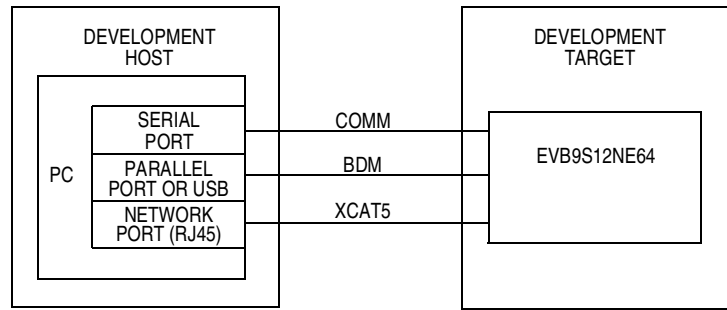 DEVELOPMENT
HOST
DEVELOPMENT
TARGET
PC
SERIAL
PORT
PARALLEL
PORT OR USB
NETWORK
PORT (RJ45)
COMM
BDM
XCAT5
EVB9S12NE64